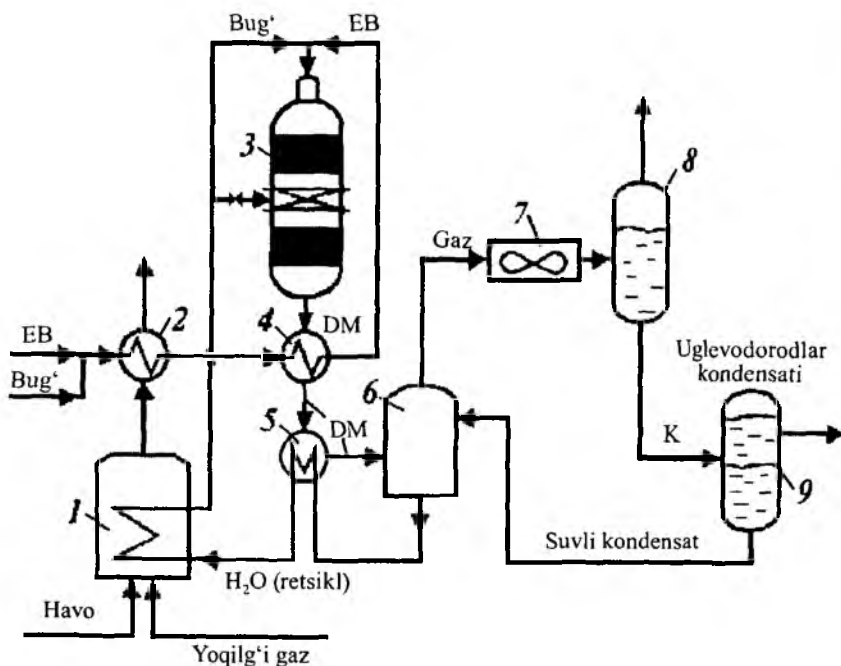 Bug‘
EB
3
8
7
Gaz
2
4
DM
EB
Bug‘
Uglevodorodlar
kondensati
6
5
DM
K
9
1
Suvli kondensat
H₂O (retsikl)
Havo
Yoqilg‘i gaz